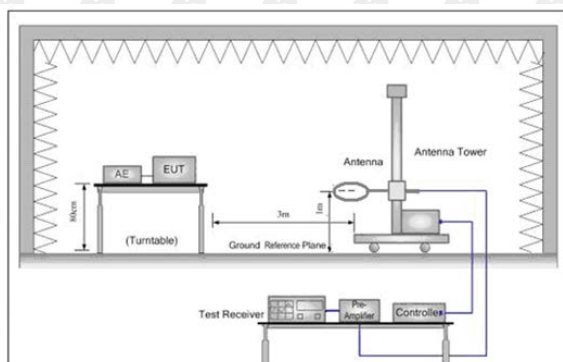 Antenna Tower
Antenna
AE
EUT
80cm
3m
1m
(Turntable)
Ground Reference Plane
Test Receiver
Pre-
Amplifier
Controller